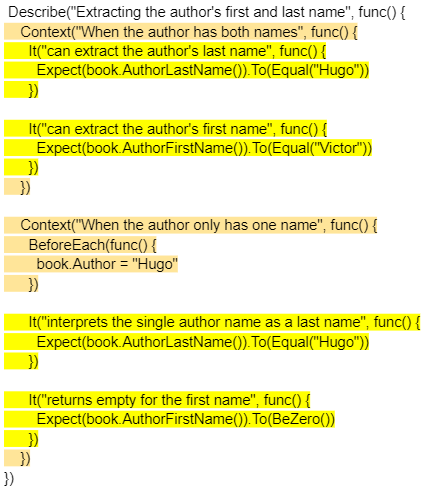 Describe("Extracting the author's first and last name", func() {
Context("When the author has both names", func() {
It("can extract the author's last name", func() {
Expect(book.AuthorLastName()).To(Equal("Hugo"))
})
It("can extract the author's first name", func() {
Expect(book.AuthorFirstName()).To(Equal("Victor"))
})
})
Context("When the author only has one name", func() {
BeforeEach(func() {
book.Author = "Hugo"
})
It("interprets the single author name as a last name", func() {
Expect(book.AuthorLastName()).To(Equal("Hugo"))
})
It("returns empty for the first name", func() {
Expect(book.AuthorFirstName()).To(BeZero())
})
})
})